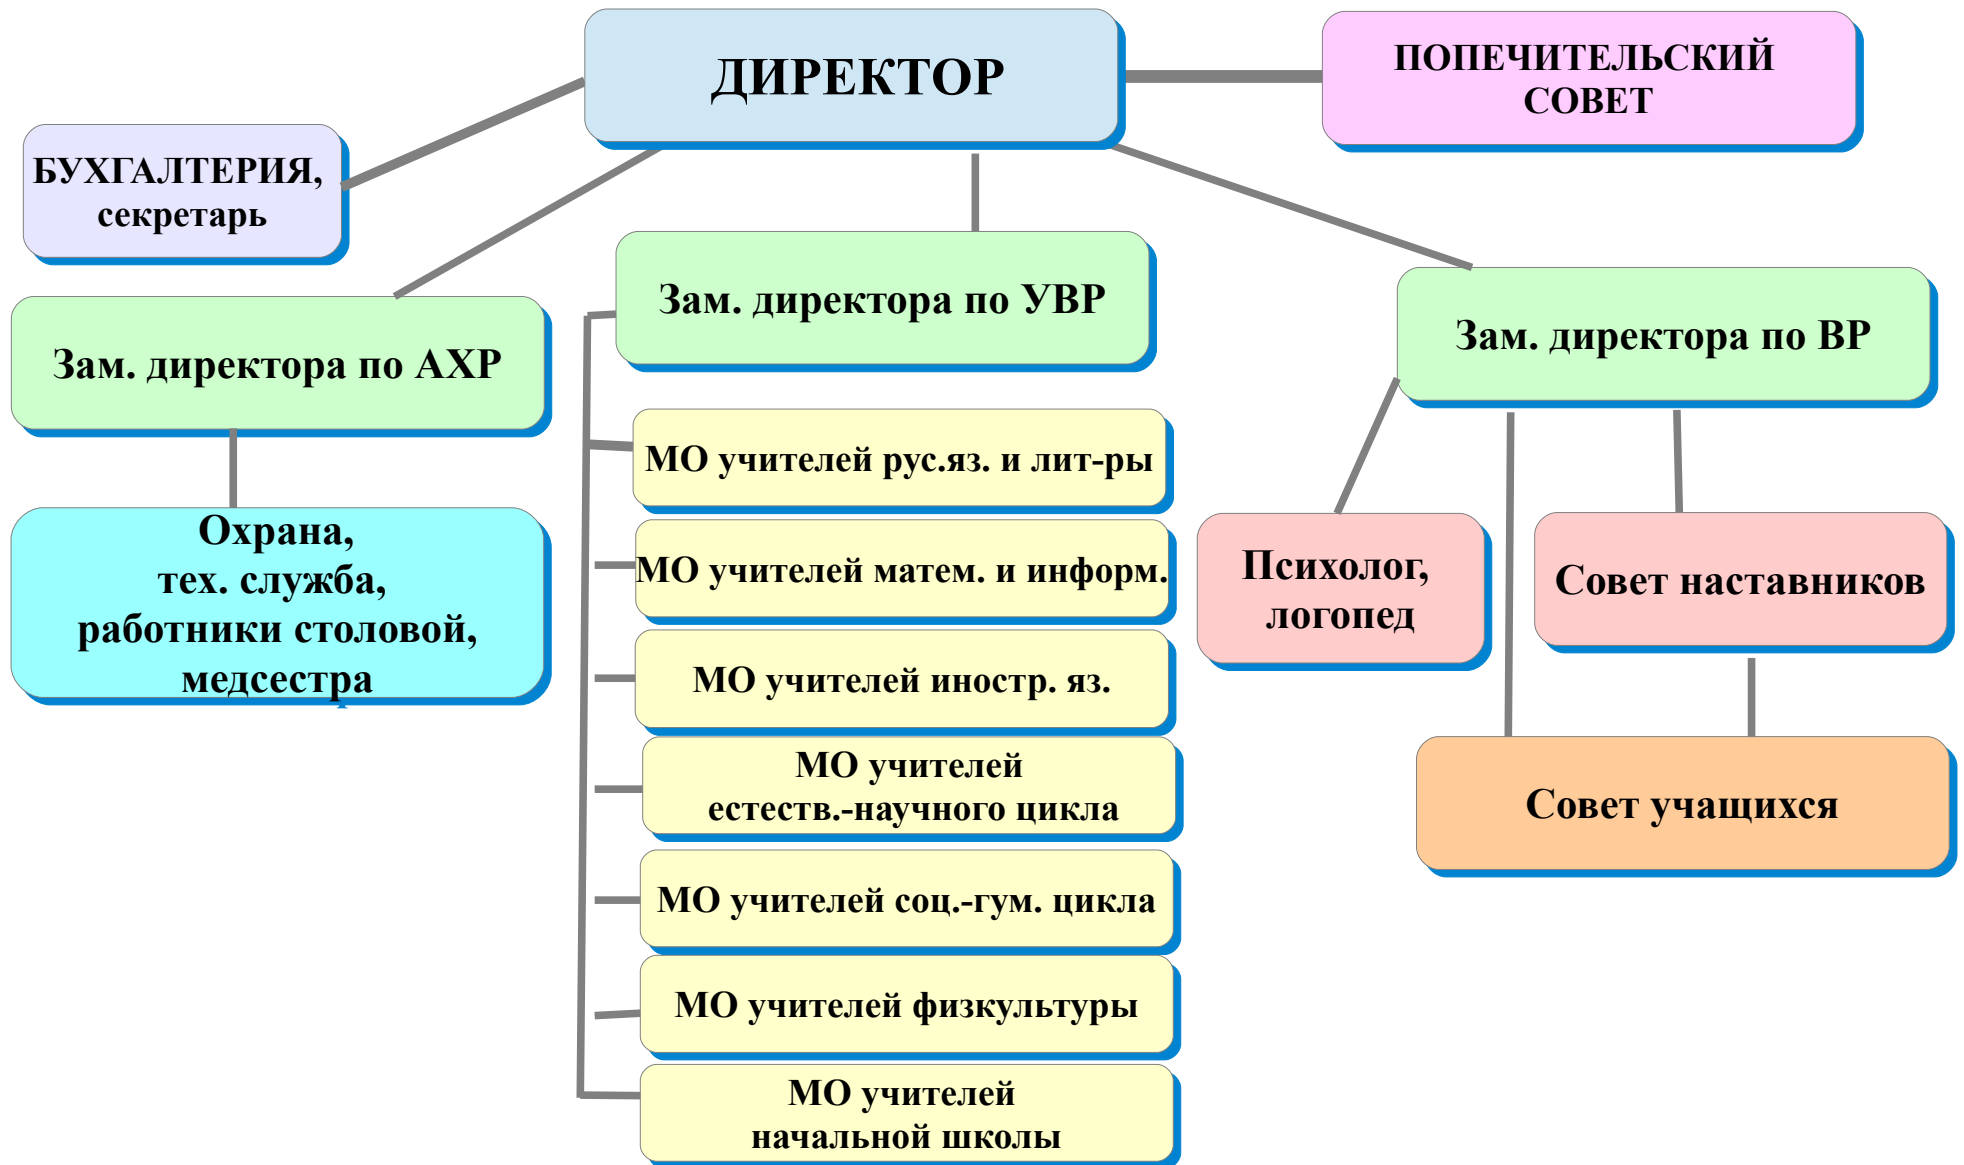 ДИРЕКТОР
ПОПЕЧИТЕЛЬСКИЙ
СОВЕТ
БУХГАЛТЕРИЯ,
секретарь
Зам. директора по АХР
Зам. директора по УВР
Зам. директора по ВР
Охрана,
тех. служба,
работники столовой,
медсестра
МО учителей рус.яз. и лит-ры
МО учителей матем. и информ.
МО учителей иностр. яз.
МО учителей
естеств.-научного цикла
МО учителей соц.-гум. цикла
МО учителей физкультуры
МО учителей
начальной школы
Психолог,
логопед
Совет наставников
Совет учащихся